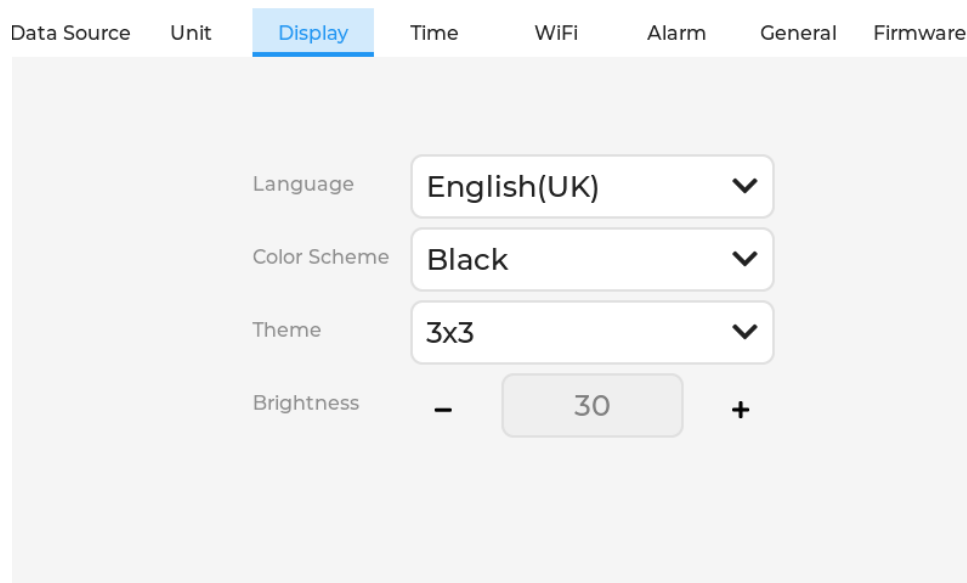 Data Source Unit Display Time WiFi Alarm General Firmware
Language English(UK)
Color Scheme Black
Theme 3x3
Brightness − 30 +